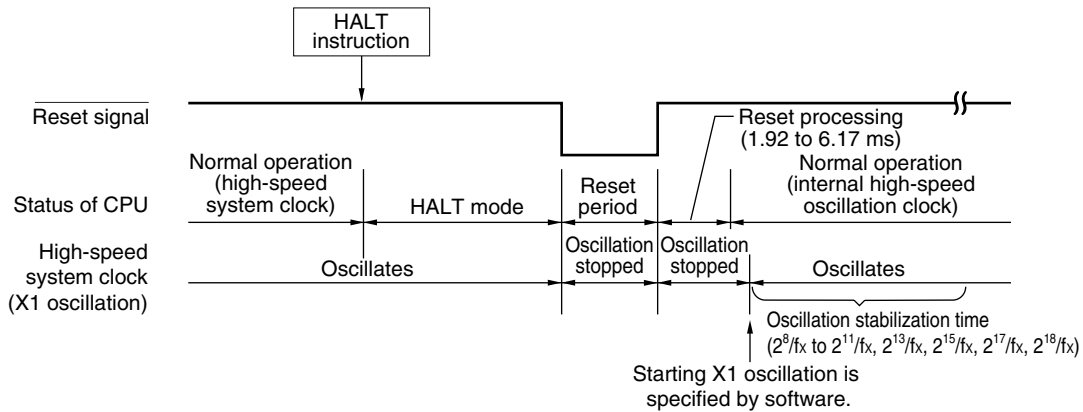 HALT
instruction
Reset signal
Reset processing
(1.92 to 6.17 ms)
Normal operation
(high-speed
system clock)
Reset
period
Normal operation
(internal high-speed
oscillation clock)
Status of CPU
HALT mode
High-speed
system clock
(X1 oscillation)
Oscillates
Oscillation
stopped
Oscillation
stopped
Oscillates
Oscillation stabilization time
(2⁸/fx to 2¹¹/fx, 2¹³/fx, 2¹⁵/fx, 2¹⁷/fx, 2¹⁸/fx)
Starting X1 oscillation is
specified by software.